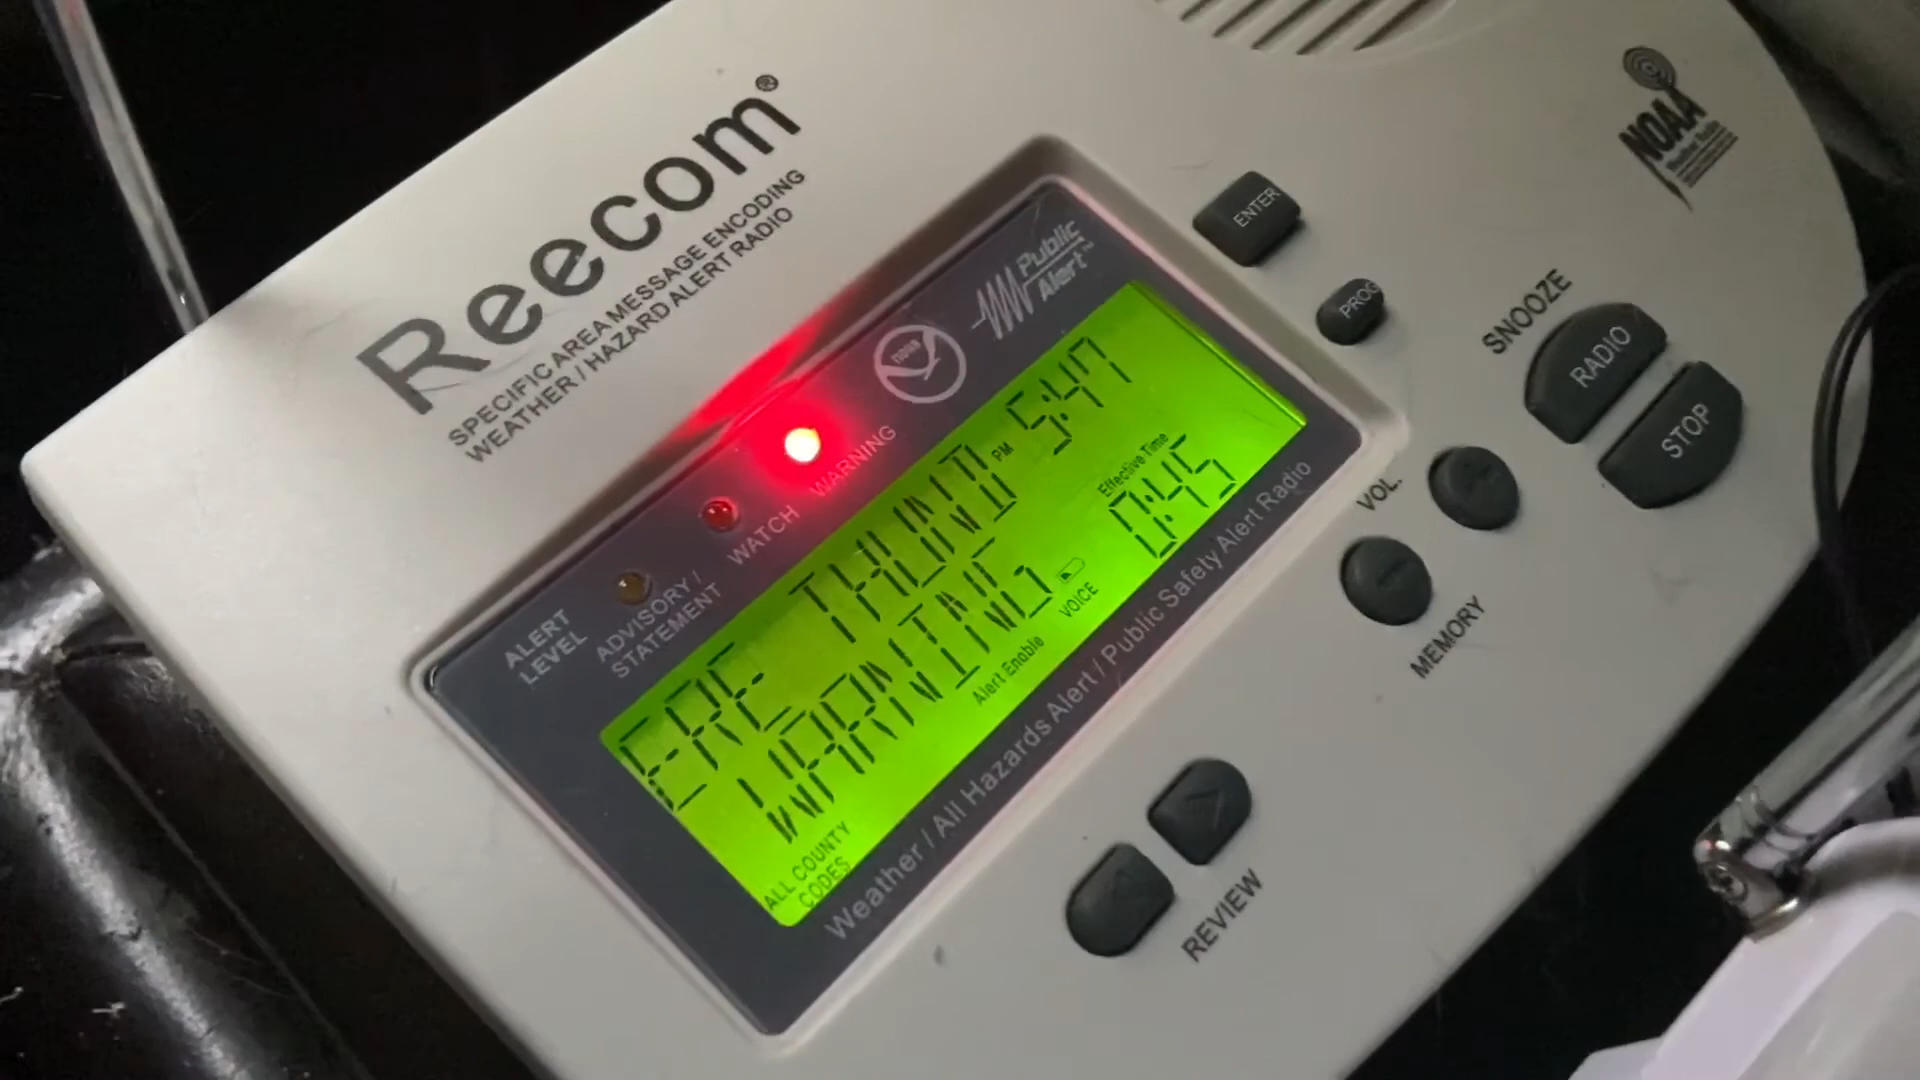 Reecom®
SPECIFIC AREA MESSAGE ENCODING
WEATHER / HAZARD ALERT RADIO
NOAA
ENTER
PROG
SNOOZE
RADIO
STOP
VOL.
MEMORY
REVIEW
Public
Alert™
noaa
ALERT
LEVEL
ADVISORY /
STATEMENT
WATCH
WARNING
ERE THUND
PM 5:47
WARNING
Effective Time
0:45
ALL COUNTY
CODES
Alert Enable
VOICE
Weather / All Hazards Alert / Public Safety Alert Radio